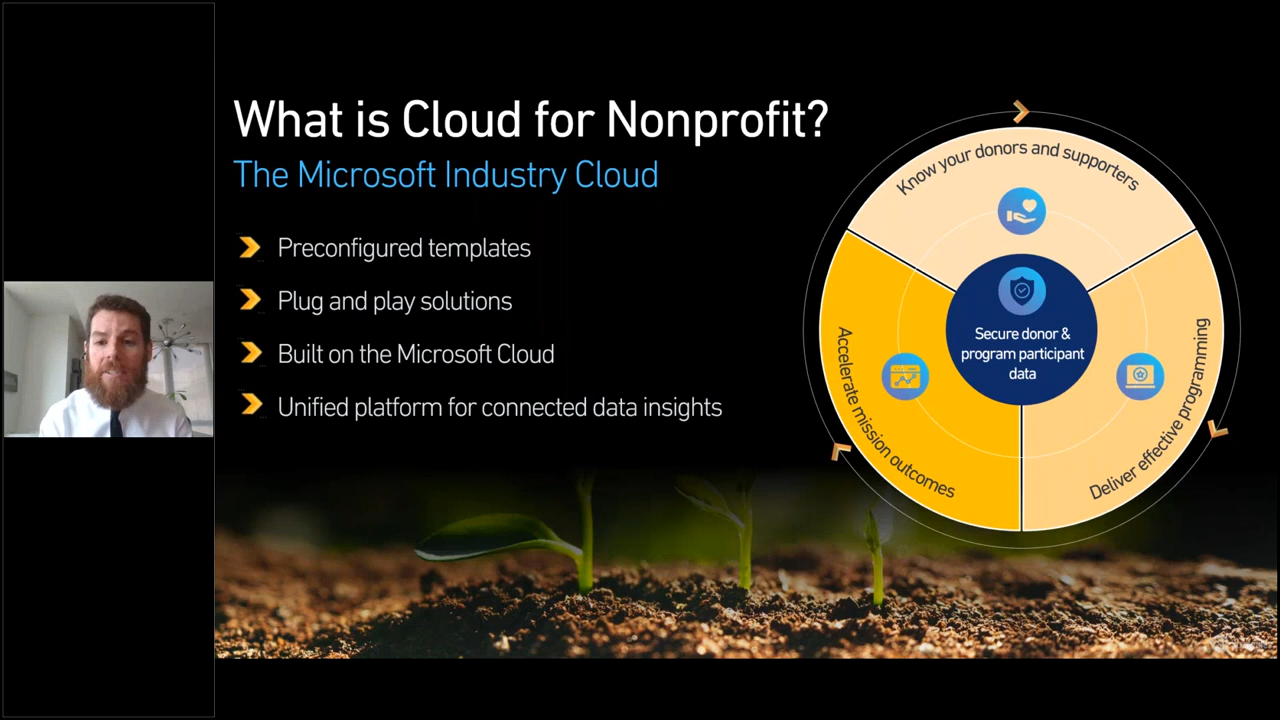 What is Cloud for Nonprofit?
The Microsoft Industry Cloud
Preconfigured templates
Plug and play solutions
Built on the Microsoft Cloud
Unified platform for connected data insights
Know your donors and supporters
Secure donor &
program participant
data
Accelerate mission outcomes
Deliver effective programming